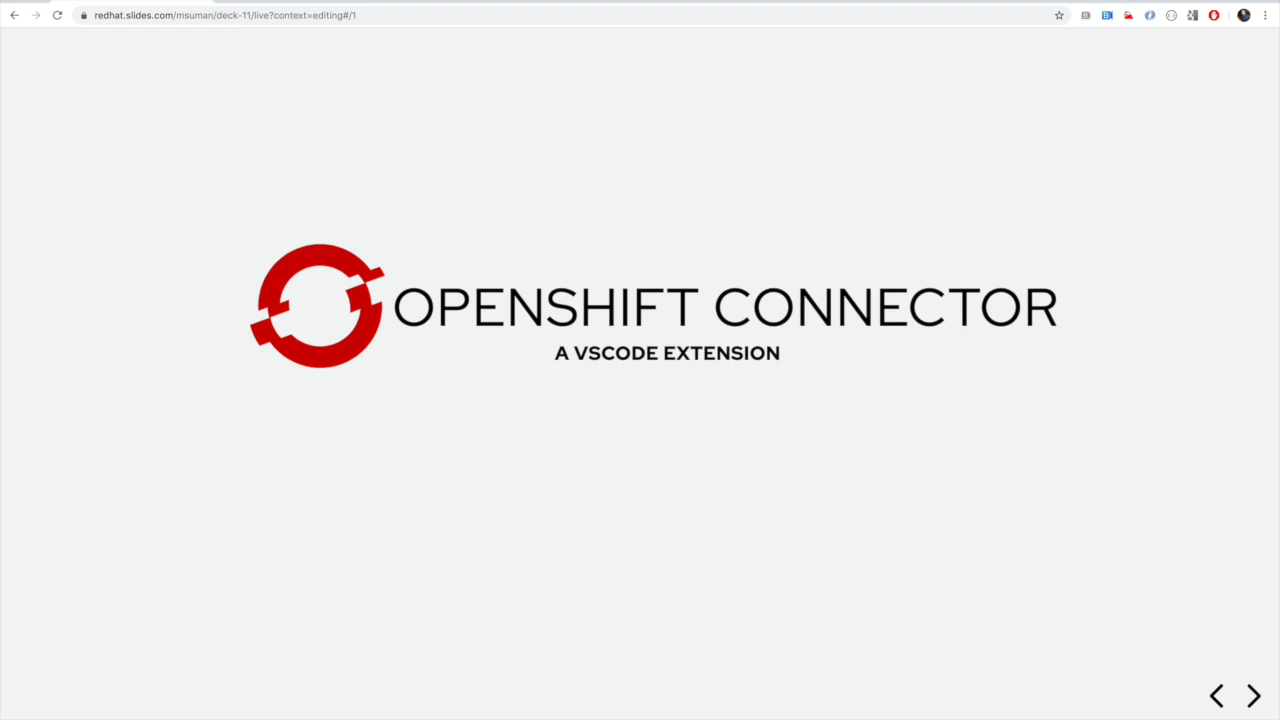 redhat.slides.com/msuman/deck-11/live?context=editing#/1
OPENSHIFT CONNECTOR
A VSCODE EXTENSION